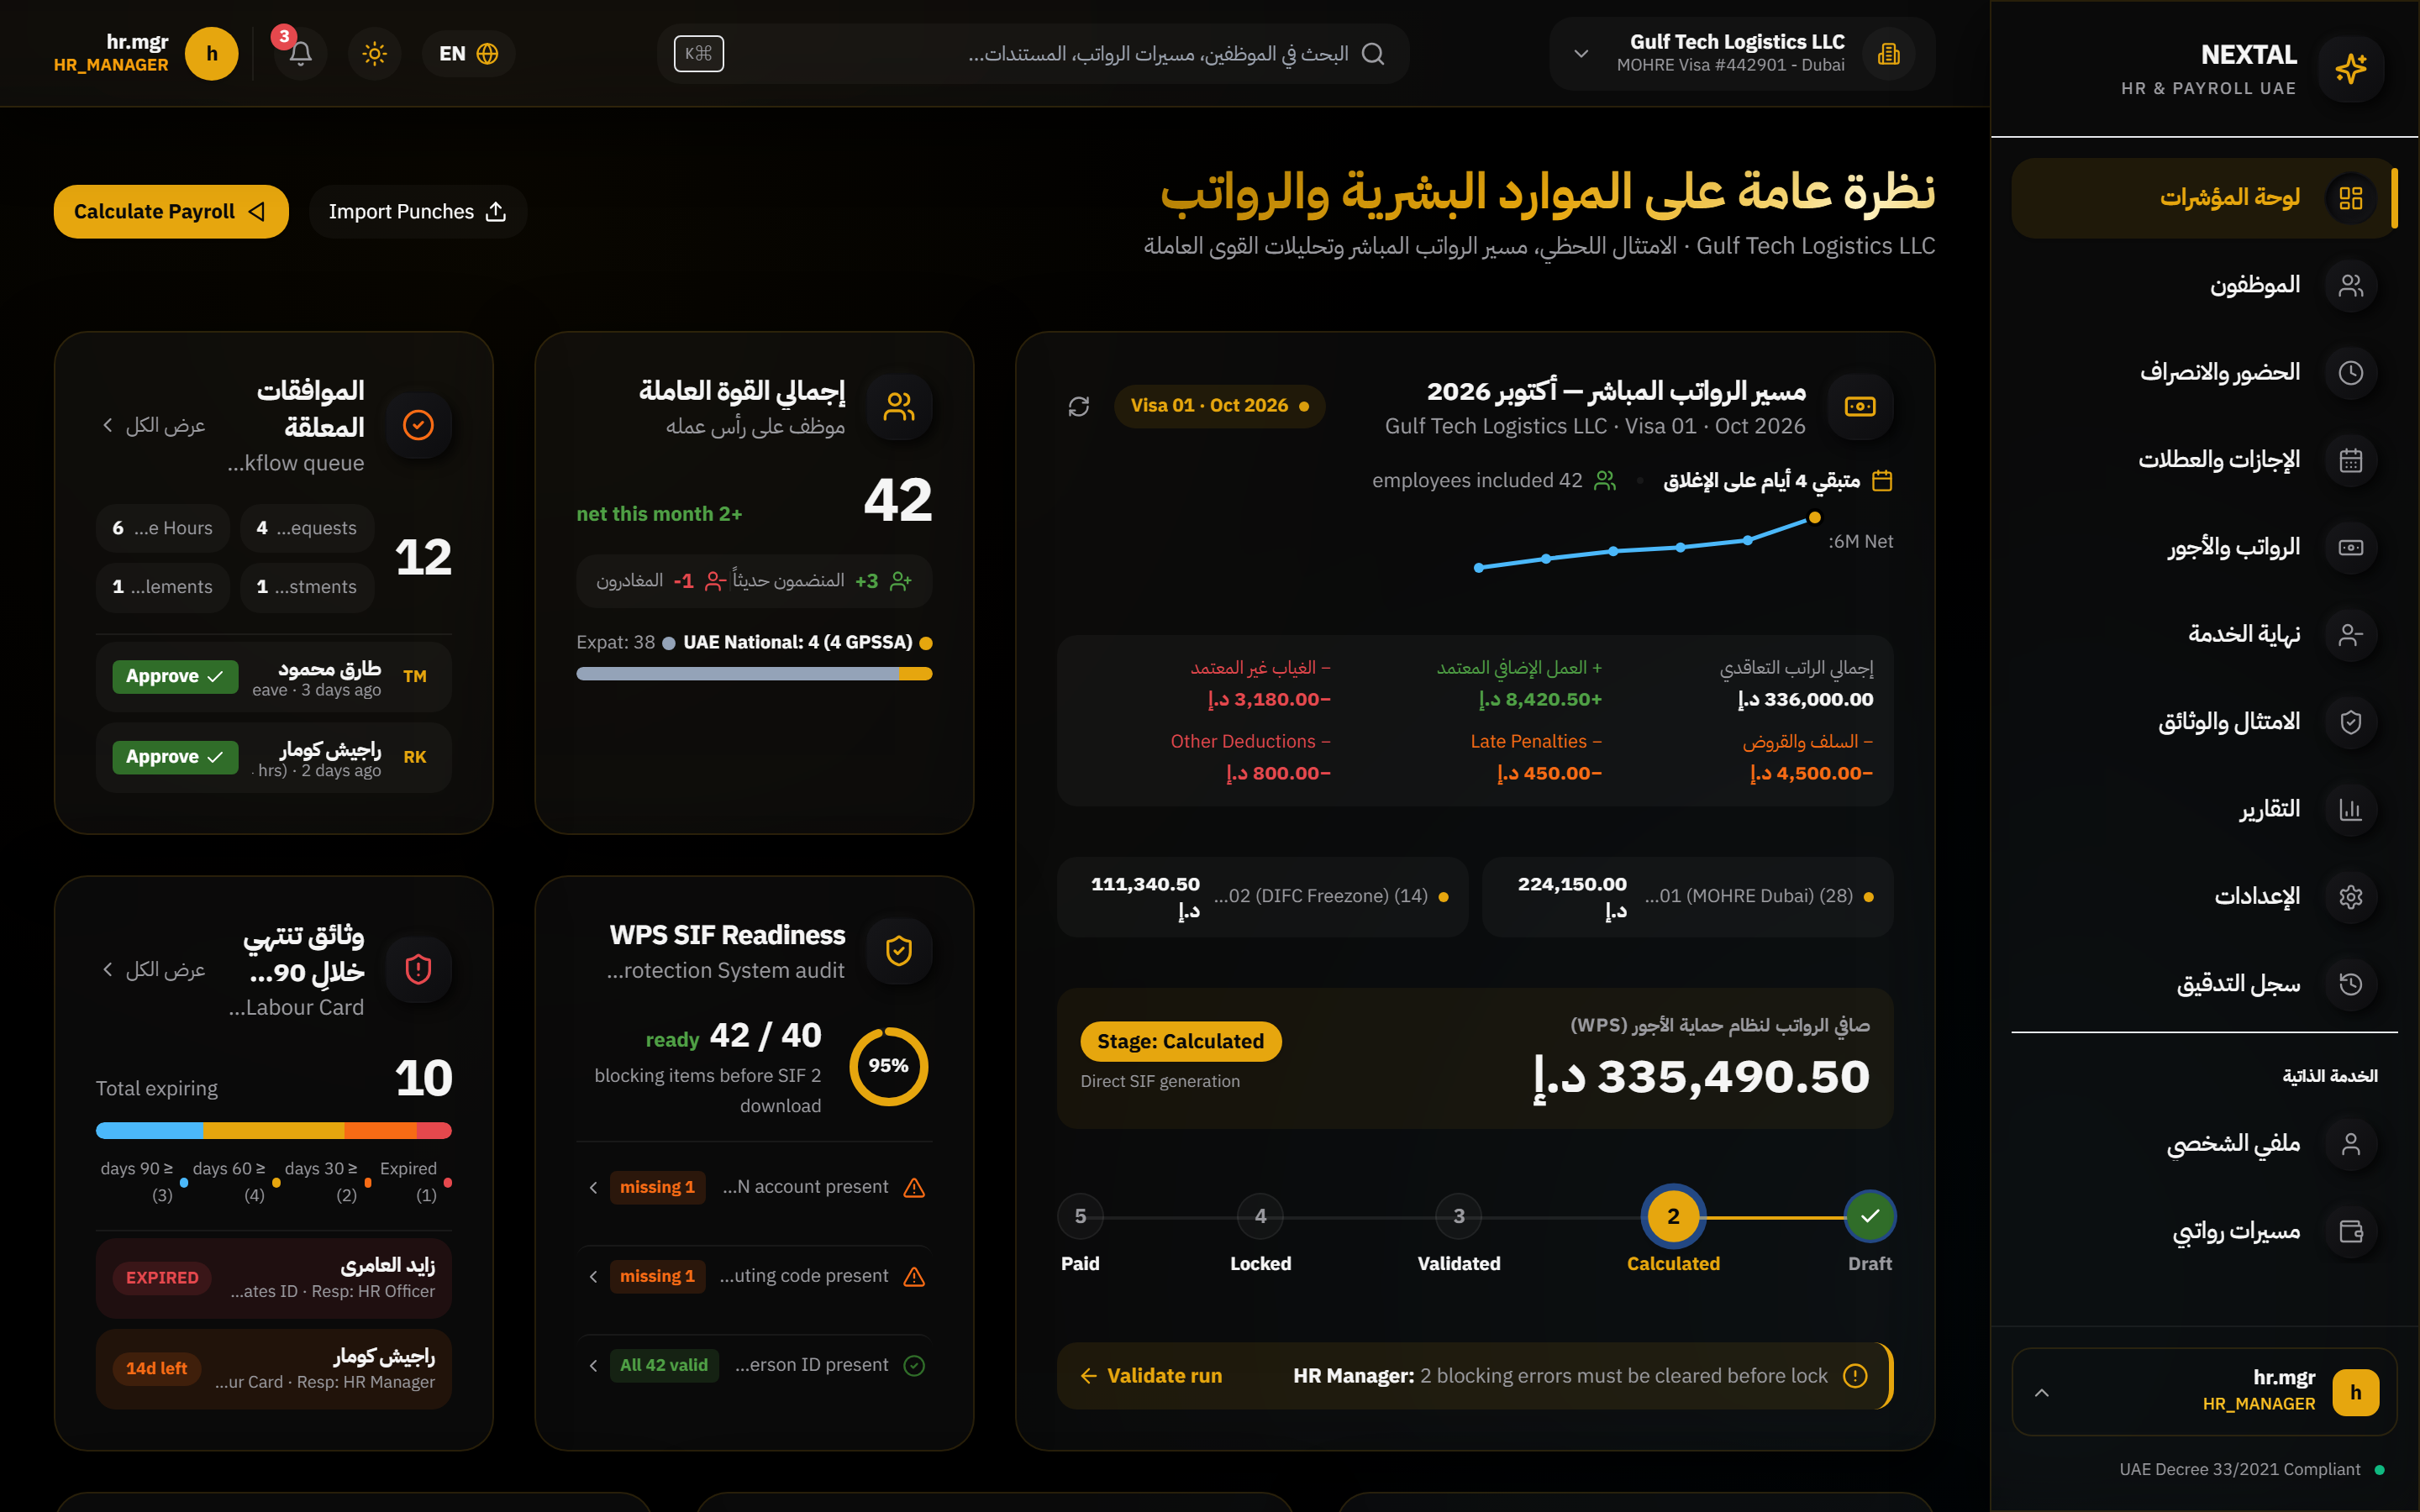 NEXTAL
HR & PAYROLL UAE
لوحة المؤشرات
الموظفون
الحضور والانصراف
الإجازات والعطلات
الرواتب والأجور
نهاية الخدمة
الامتثال والوثائق
التقارير
الإعدادات
سجل التدقيق
الخدمة الذاتية
ملفي الشخصي
مسيرات رواتبي
h
hr.mgr
HR_MANAGER
UAE Decree 33/2021 Compliant
Gulf Tech Logistics LLC
MOHRE Visa #442901 - Dubai
البحث في الموظفين، مسيرات الرواتب، المستندات...
K⌘
EN
3
h
hr.mgr
HR_MANAGER
نظرة عامة على الموارد البشرية والرواتب
Gulf Tech Logistics LLC · الامتثال اللحظي، مسير الرواتب المباشر وتحليلات القوى العاملة
Import Punches
Calculate Payroll
مسير الرواتب المباشر — أكتوبر 2026
Gulf Tech Logistics LLC · Visa 01 · Oct 2026
Visa 01 · Oct 2026
متبقي 4 أيام على الإغلاق
employees included 42
:6M Net
إجمالي الراتب التعاقدي
336,000.00 د.إ
+ العمل الإضافي المعتمد
+8,420.50 د.إ
− الغياب غير المعتمد
−3,180.00 د.إ
− السلف والقروض
−4,500.00 د.إ
Late Penalties −
−450.00 د.إ
Other Deductions −
−800.00 د.إ
...01 (MOHRE Dubai) (28)
224,150.00
د.إ
...02 (DIFC Freezone) (14)
111,340.50
د.إ
صافي الرواتب لنظام حماية الأجور (WPS)
335,490.50 د.إ
Stage: Calculated
Direct SIF generation
2
3
4
5
Draft
Calculated
Validated
Locked
Paid
HR Manager: 2 blocking errors must be cleared before lock
Validate run
إجمالي القوة العاملة
موظف على رأس عمله
42
net this month 2+
+3 المنضمون حديثاً
-1 المغادرون
UAE National: 4 (4 GPSSA)
Expat: 38
الموافقات
المعلقة
...kflow queue
عرض الكل
12
...equests 4
...e Hours 6
...stments 1
...lements 1
TM
طارق محمود
eave · 3 days ago
Approve
RK
راجيش كومار
hrs) · 2 days ago
Approve
WPS SIF Readiness
...rotection System audit
95%
42 / 40 ready
blocking items before SIF 2
download
...N account present
missing 1
...uting code present
missing 1
...erson ID present
All 42 valid
وثائق تنتهي
خلال 90...
...Labour Card
عرض الكل
10
Total expiring
Expired
(1)
days 30 ≥
(2)
days 60 ≥
(4)
days 90 ≥
(3)
زايد العامري
...ates ID · Resp: HR Officer
EXPIRED
راجيش كومار
...ur Card · Resp: HR Manager
14d left